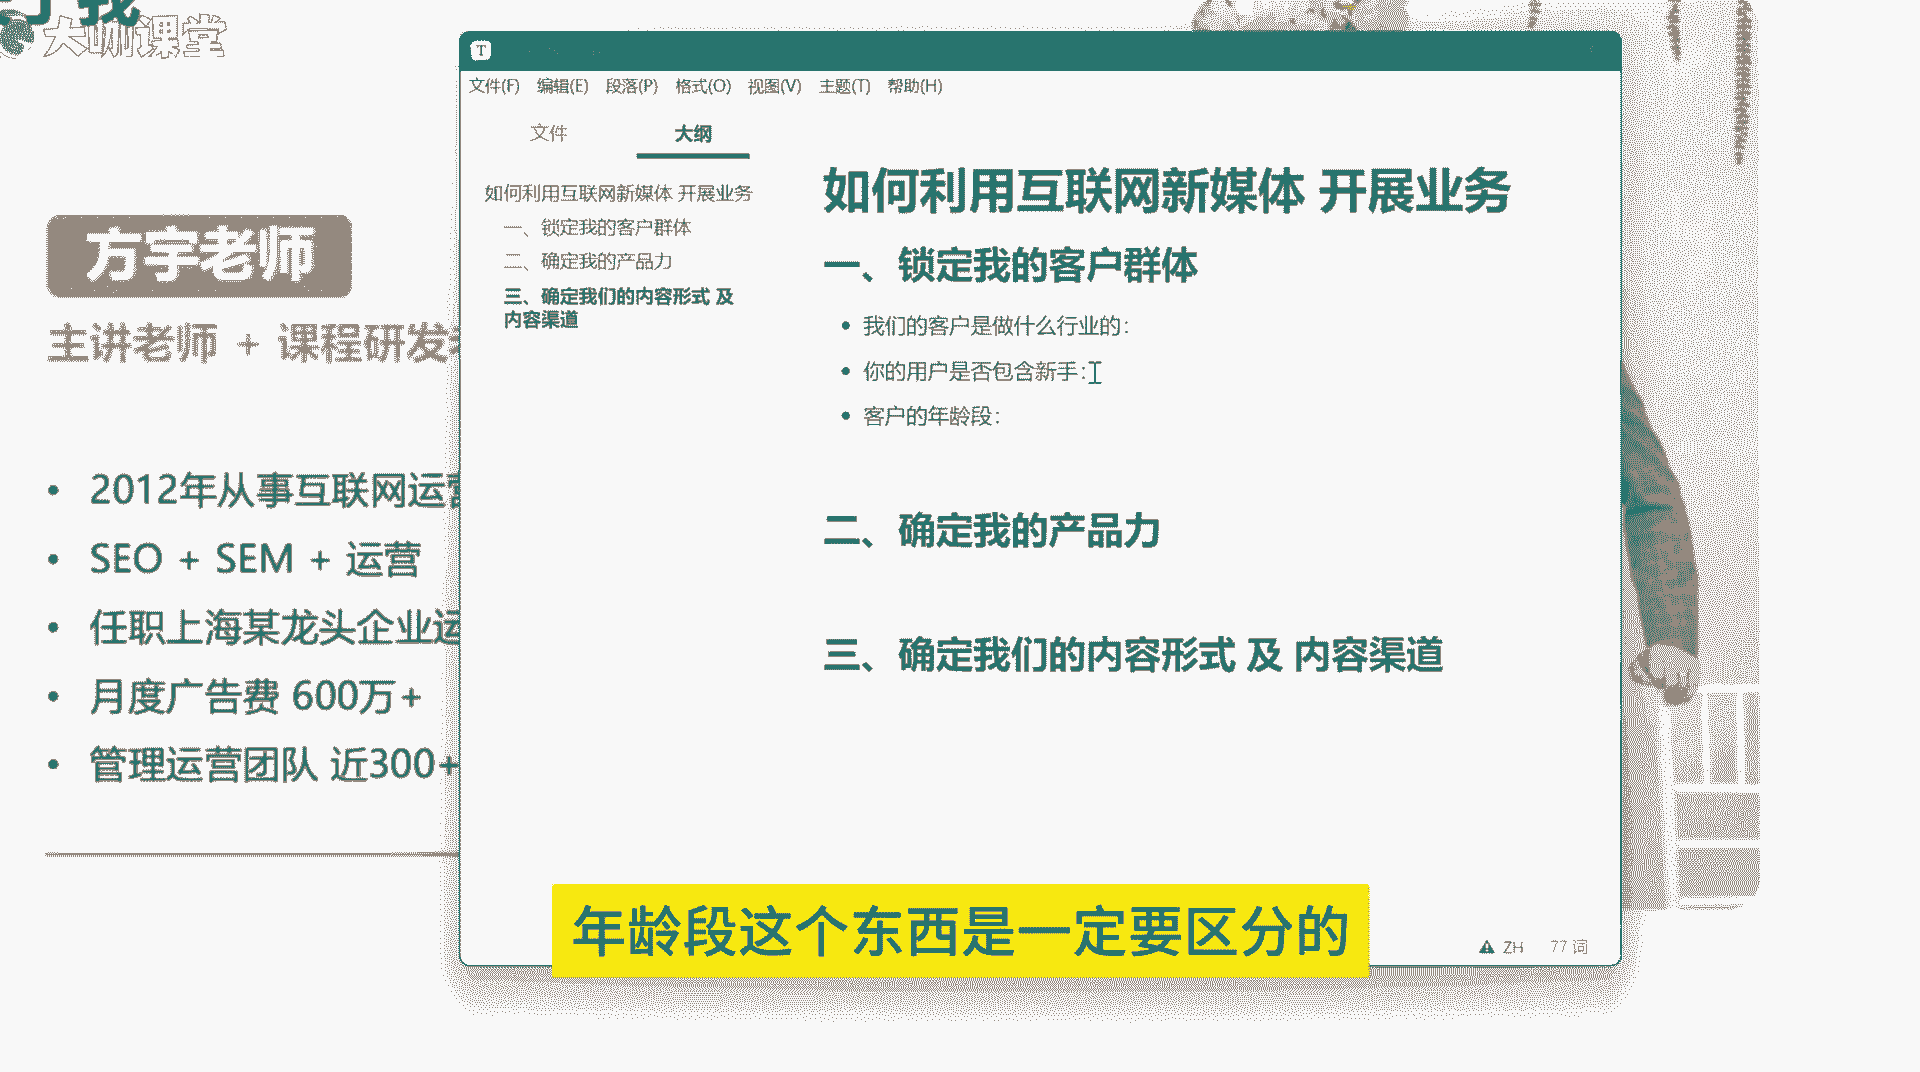 大师课堂
方宇老师
主讲老师 + 课程研发
2012年从事互联网运营
SEO + SEM + 运营
任职上海某龙头企业运
月度广告费 600万+
管理运营团队 近300+
T
文件(F) 编辑(E) 段落(P) 格式(O) 视图(V) 主题(T) 帮助(H)
文件 大纲
如何利用互联网新媒体 开展业务
一、锁定我的客户群体
二、确定我的产品力
三、确定我们的内容形式 及
内容渠道
如何利用互联网新媒体 开展业务
一、锁定我的客户群体
我们的客户是做什么行业的：
你的用户是否包含新手：
客户的年龄段：
二、确定我的产品力
三、确定我们的内容形式 及 内容渠道
年龄段这个东西是一定要区分的
ZH 77 词